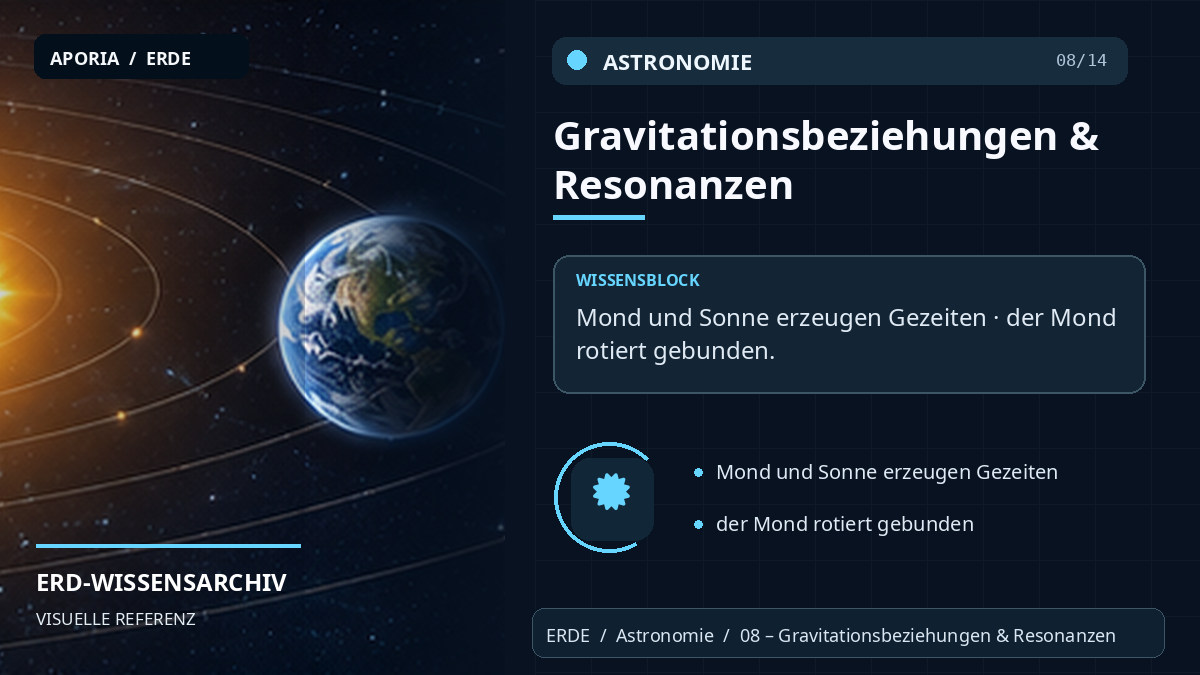 APORIA / ERDE
ERD-WISSENSARCHIV
VISUELLE REFERENZ
ASTRONOMIE
08/14
Gravitationsbeziehungen &
Resonanzen
WISSENSBLOCK
Mond und Sonne erzeugen Gezeiten · der Mond
rotiert gebunden.
Mond und Sonne erzeugen Gezeiten
der Mond rotiert gebunden
ERDE / Astronomie / 08 – Gravitationsbeziehungen & Resonanzen